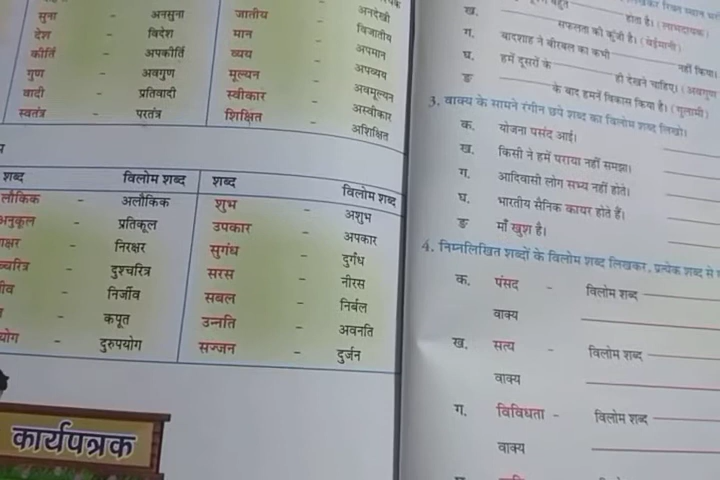 सुना - अनसुना जातीय - अनदेखी
देश - विदेश मान - विजातीय
कीर्ति - अपकीर्ति व्यय - अपमान
गुण - अवगुण मूल्यन - अपव्यय
वादी - प्रतिवादी स्वीकार - अवमूल्यन
स्वतंत्र - परतंत्र शिक्षित - अस्वीकार
अशिक्षित
शब्द विलोम शब्द शब्द विलोम शब्द
लौकिक - अलौकिक शुभ - अशुभ
अनुकूल - प्रतिकूल उपकार - अपकार
निरक्षर सुगंध - दुर्गंध
दुश्चरित्र सरस - नीरस
निर्जीव सबल - निर्बल
कपूत उन्नति - अवनति
दुरुपयोग सज्जन - दुर्जन
कार्यपत्रक
होता है। (लाभदायक)
ख. सफलता की कुंजी है। (बेईमानी)
ग. बादशाह ने बीरबल का कभी नहीं किया।
घ. हमें दूसरों के ही देखने चाहिए। (अवगुण
ङ के बाद हमने विकास किया है। (गुलामी)
3. वाक्य के सामने रंगीन छपे शब्द का विलोम शब्द लिखो।
क. योजना पसंद आई।
ख. किसी ने हमें पराया नहीं समझा।
ग. आदिवासी लोग सभ्य नहीं होते।
घ. भारतीय सैनिक कायर होते हैं।
ङ माँ खुश है।
4. निम्नलिखित शब्दों के विलोम शब्द लिखकर, प्रत्येक शब्द से
क. पंसद - विलोम शब्द
वाक्य
ख. सत्य - विलोम शब्द
वाक्य
ग. विविधता - विलोम शब्द
वाक्य